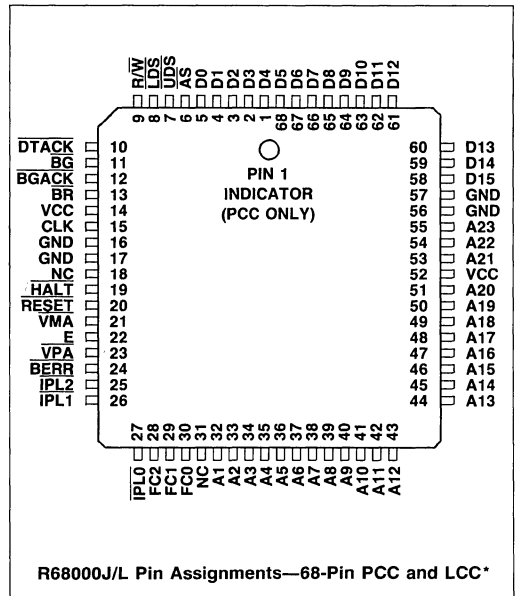 R/W LDS UDS AS D0 D1 D2 D3 D4 D5 D6 D7 D8 D9 D10 D11 D12
9 8 7 6 5 4 3 2 1 68 67 66 65 64 63 62 61
DTACK 10
BG 11
BGACK 12
BR 13
VCC 14
CLK 15
GND 16
GND 17
NC 18
HALT 19
RESET 20
VMA 21
E 22
VPA 23
BERR 24
IPL2 25
IPL1 26
PIN 1
INDICATOR
(PCC ONLY)
60 D13
59 D14
58 D15
57 GND
56 GND
55 A23
54 A22
53 A21
52 VCC
51 A20
50 A19
49 A18
48 A17
47 A16
46 A15
45 A14
44 A13
27 28 29 30 31 32 33 34 35 36 37 38 39 40 41 42 43
IPL0 FC2 FC1 FC0 NC A1 A2 A3 A4 A5 A6 A7 A8 A9 A10 A11 A12
R68000J/L Pin Assignments—68-Pin PCC and LCC*